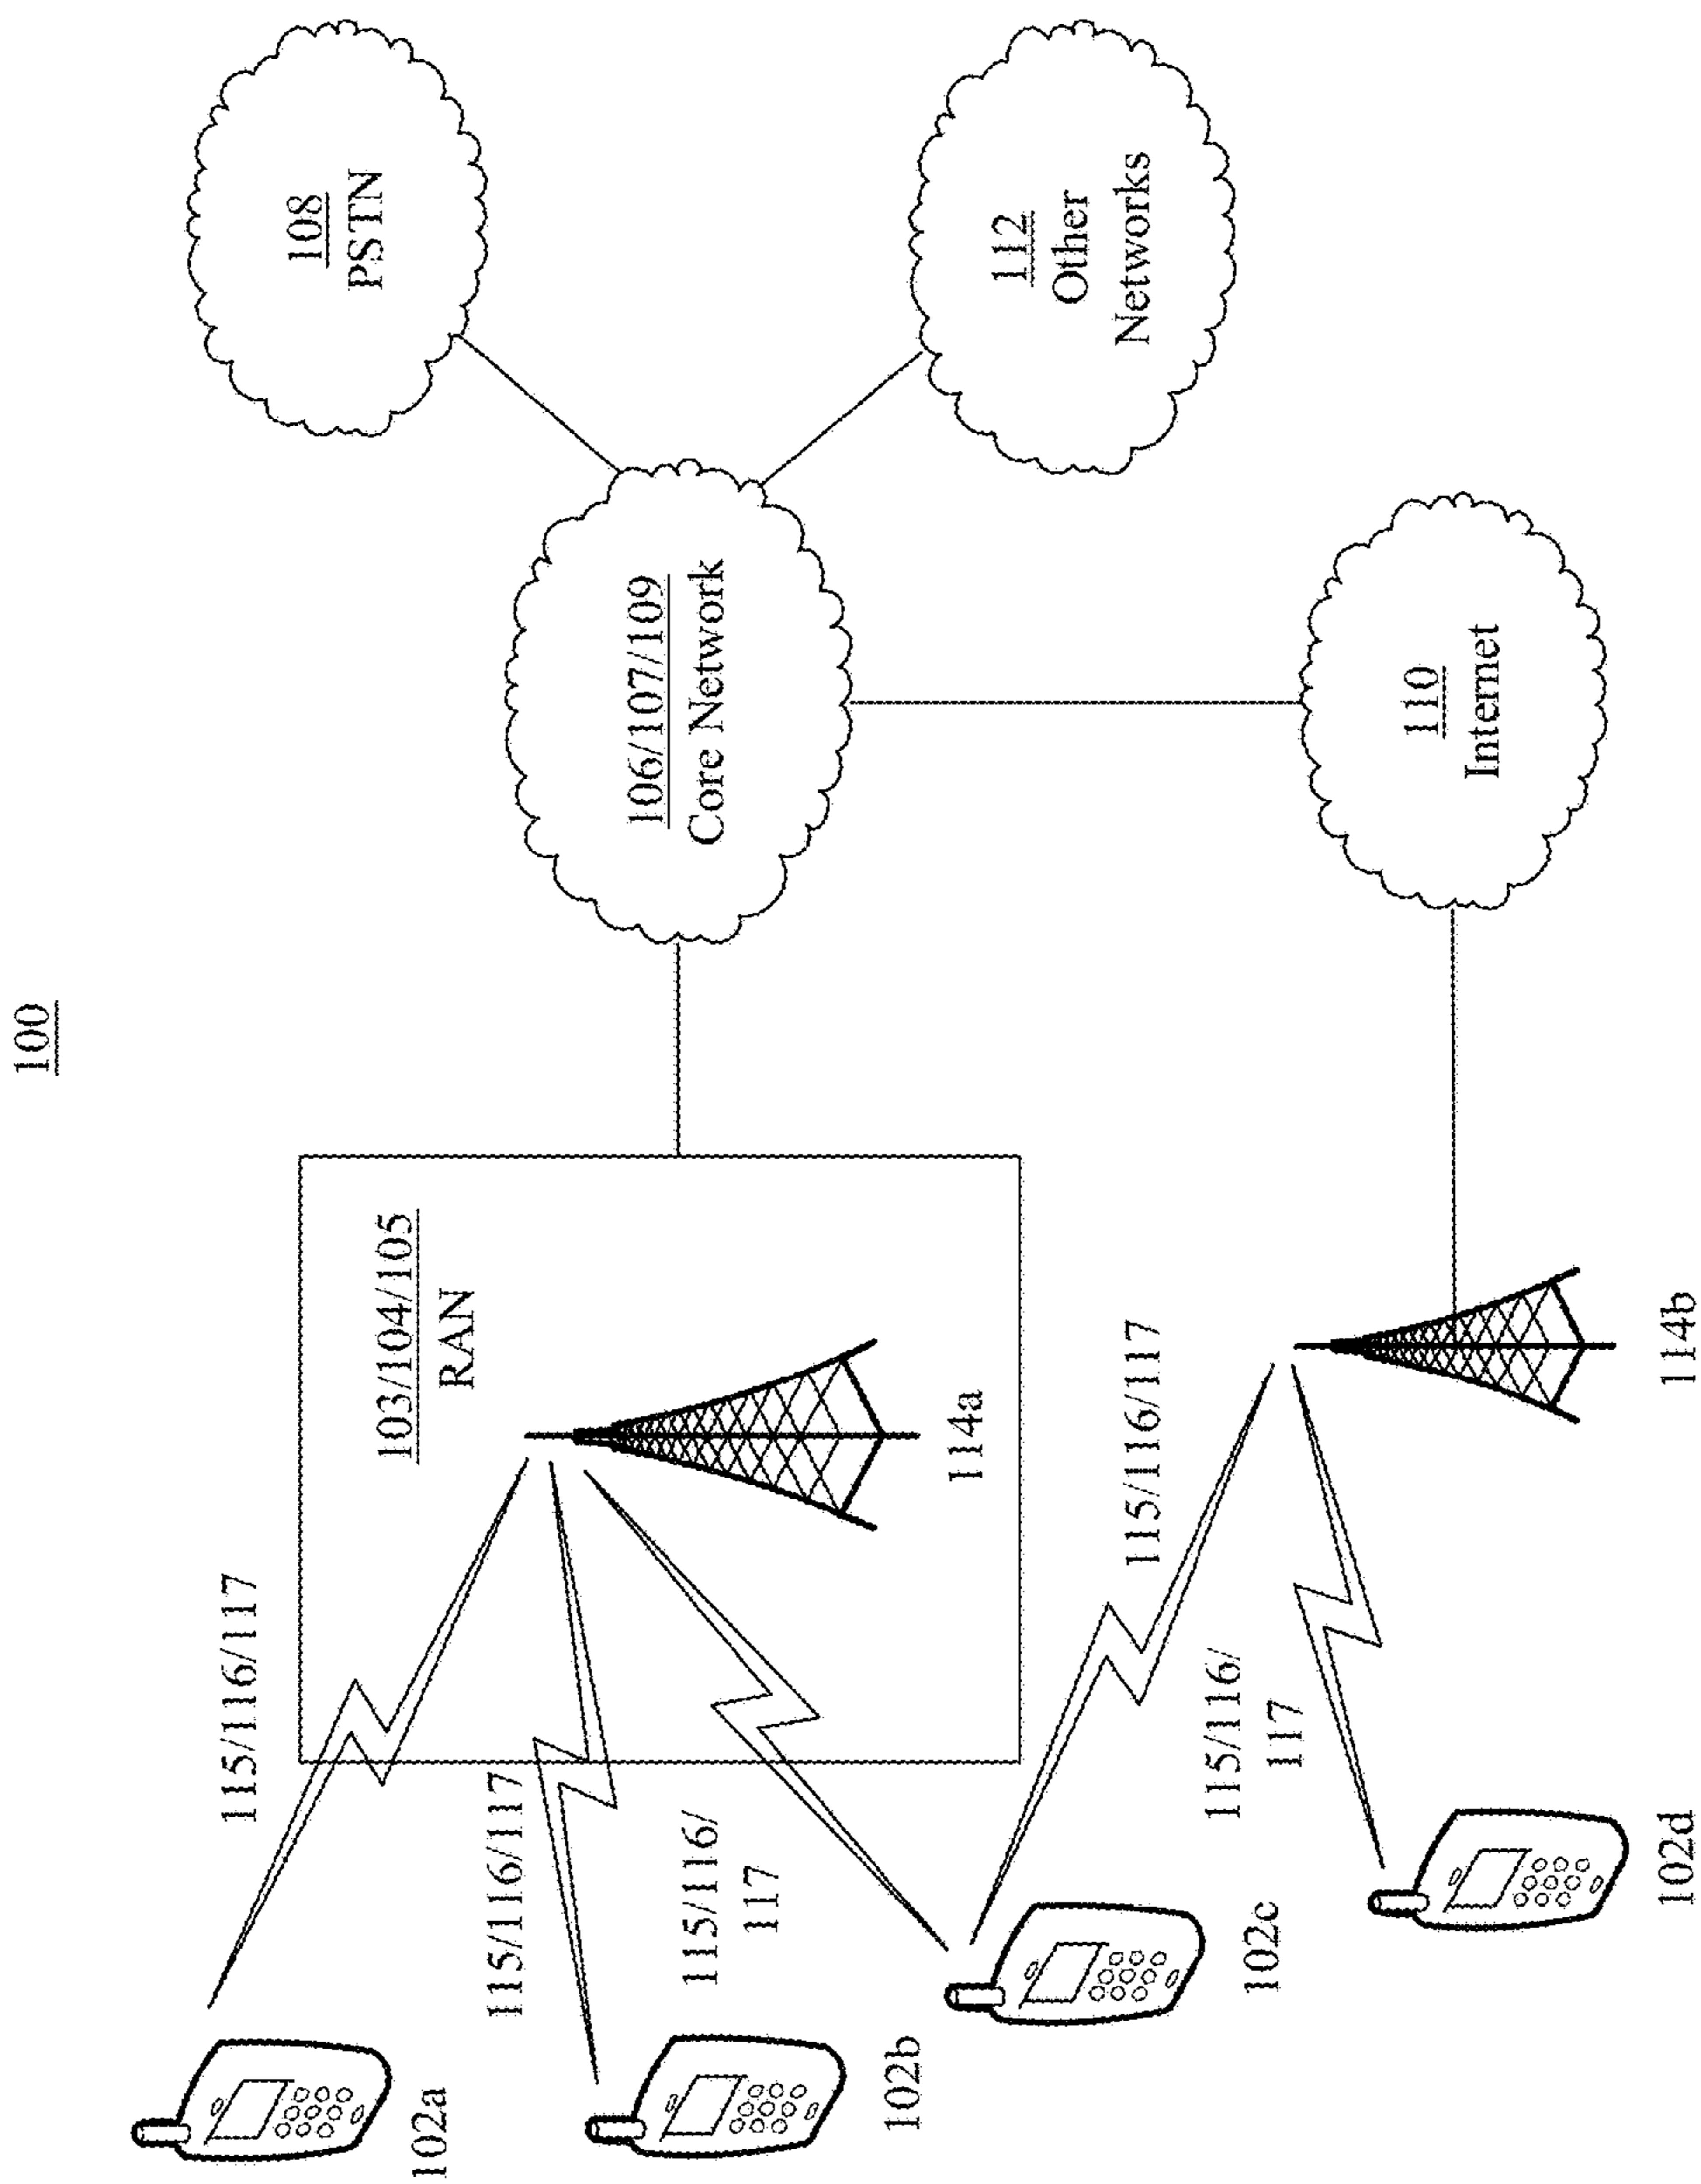 100
108
PSTN
106/107/109
Core Network
112
Other
Networks
103/104/105
RAN
114a
110
Internet
115/116/117
115/116/117
115/116/
117
115/116/117
115/116/
117
114b
102a
102b
102c
102d